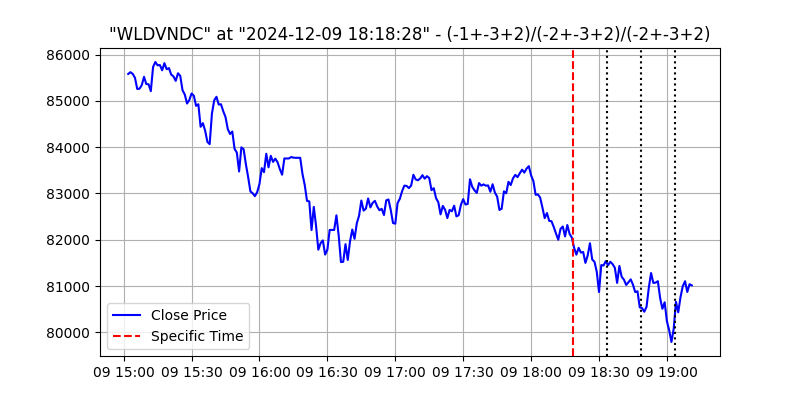 "WLDVNDC" at "2024-12-09 18:18:28" - (-1+-3+2)/(-2+-3+2)/(-2+-3+2)
86000
85000
84000
83000
82000
81000
80000
Close Price
Specific Time
09 15:00 09 15:30 09 16:00 09 16:30 09 17:00 09 17:30 09 18:00 09 18:30 09 19:00